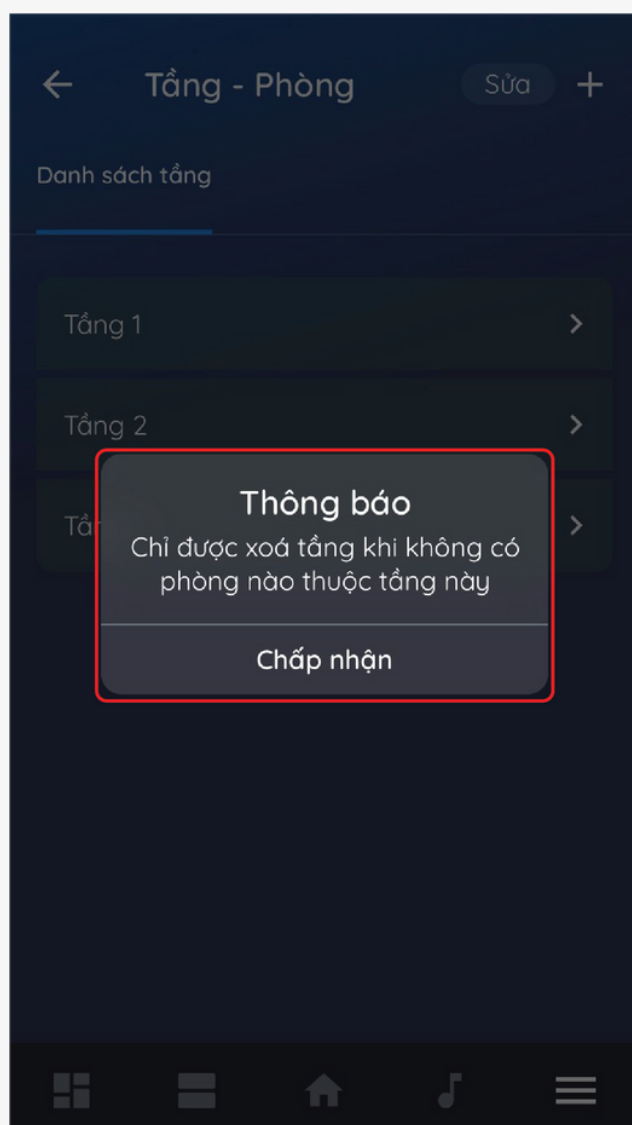 Tầng - Phòng
Sửa
Danh sách tầng
Tầng 1
Tầng 2
Thông báo
Chỉ được xoá tầng khi không có
phòng nào thuộc tầng này
Chấp nhận